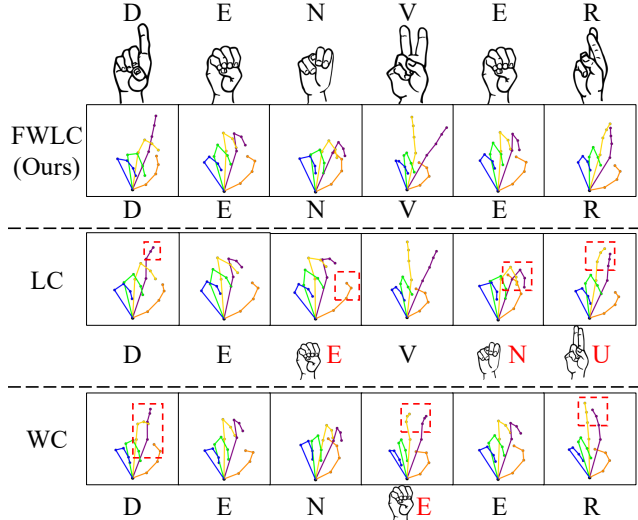 D E N V E R
FWLC
(Ours)
D E N V E R
LC
D E E V N U
WC
D E N E E R